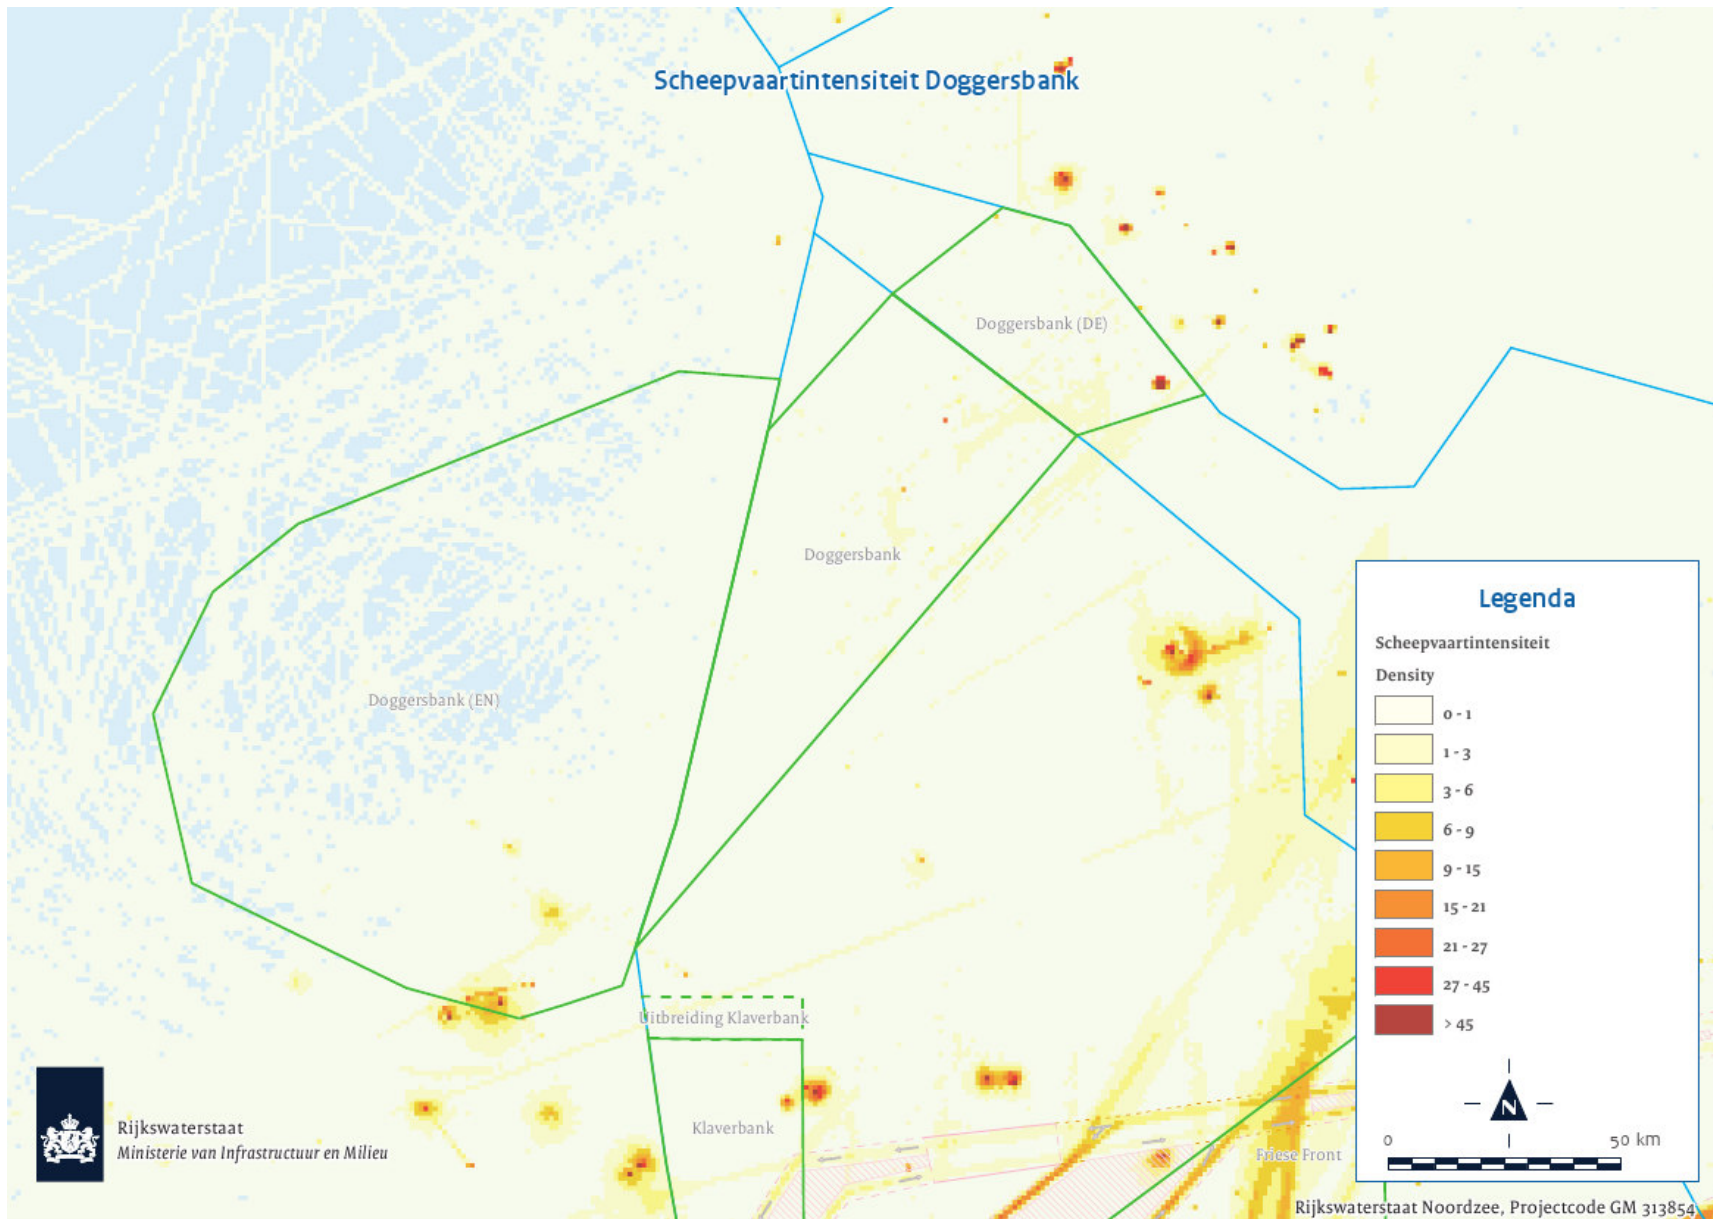 Scheepvaartintensiteit Doggersbank
Doggersbank (DE)
Doggersbank
Doggersbank (EN)
Uitbreiding Klaverbank
Klaverbank
Friese Front
Legenda
Scheepvaartintensiteit
Density
0 - 1
1 - 3
3 - 6
6 - 9
9 - 15
15 - 21
21 - 27
27 - 45
> 45
N
0 50 km
Rijkswaterstaat
Ministerie van Infrastructuur en Milieu
Rijkswaterstaat Noordzee, Projectcode GM 313854